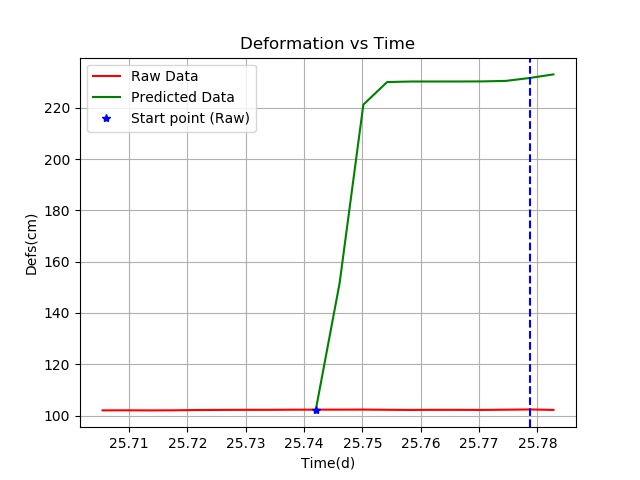 Deformation vs Time
Raw Data
Predicted Data
Start point (Raw)
220
200
180
160
140
120
100
Defs(cm)
25.71 25.72 25.73 25.74 25.75 25.76 25.77 25.78
Time(d)